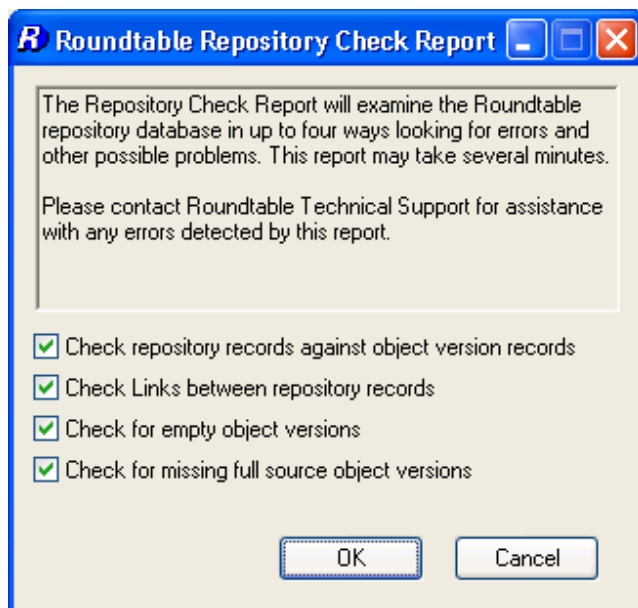 R Roundtable Repository Check Report
The Repository Check Report will examine the Roundtable
repository database in up to four ways looking for errors and
other possible problems. This report may take several minutes.
Please contact Roundtable Technical Support for assistance
with any errors detected by this report.
Check repository records against object version records
Check Links between repository records
Check for empty object versions
Check for missing full source object versions
OK Cancel